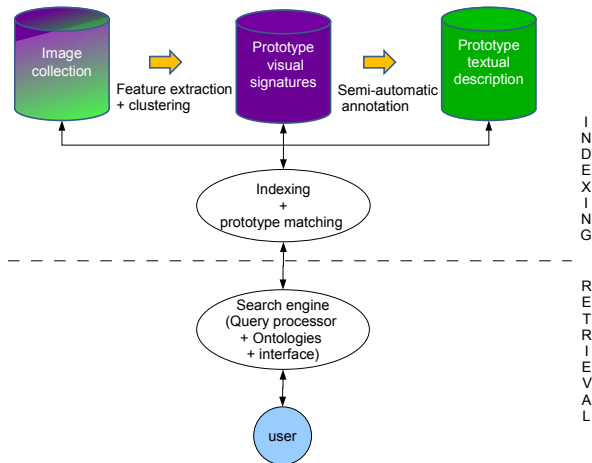 Image
collection
Feature extraction
+ clustering
Prototype
visual
signatures
Semi-automatic
annotation
Prototype
textual
description
Indexing
+
prototype matching
I
N
D
E
X
I
N
G
Search engine
(Query processor
+ Ontologies
+ interface)
R
E
T
R
I
E
V
A
L
user